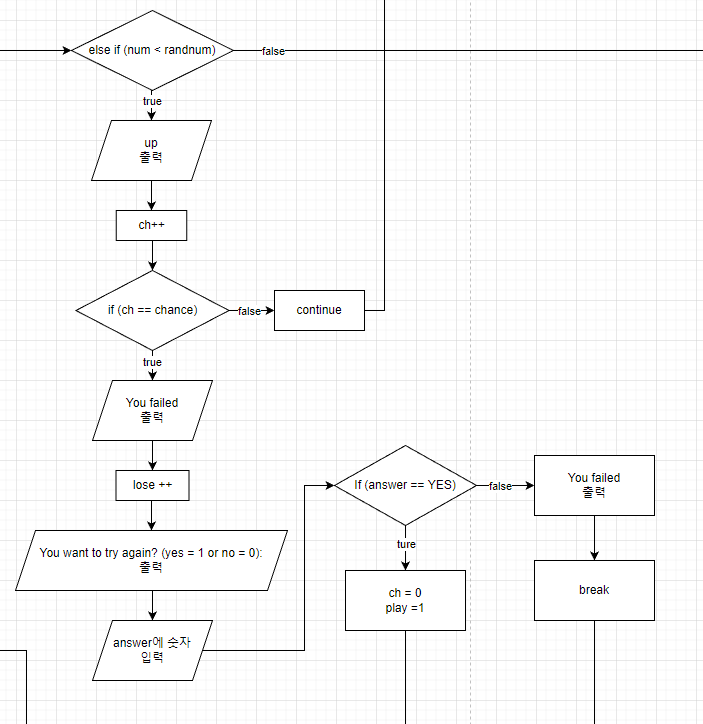 else if (num < randnum)
false
true
up
출력
ch++
if (ch == chance)
false
continue
true
You failed
출력
lose ++
You want to try again? (yes = 1 or no = 0):
출력
answer에 숫자
입력
If (answer == YES)
false
You failed
출력
ture
ch = 0
play =1
break